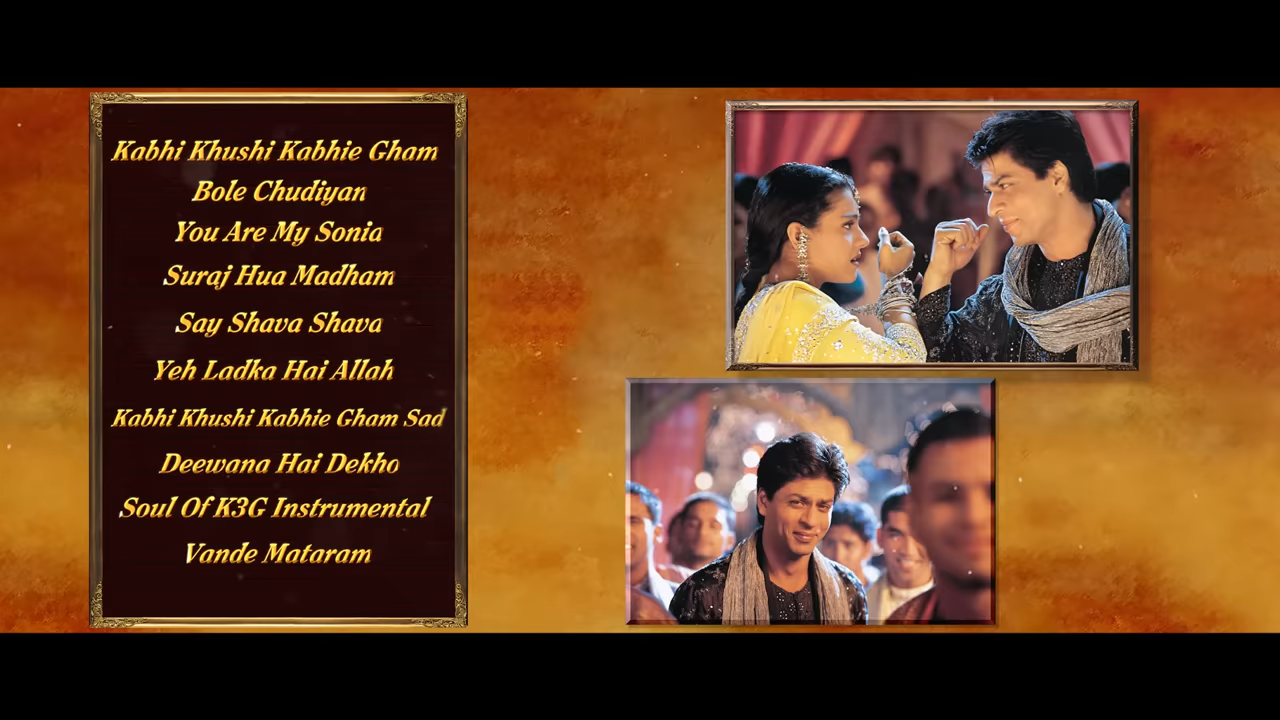 Kabhi Khushi Kabhie Gham
Bole Chudiyan
You Are My Sonia
Suraj Hua Madham
Say Shava Shava
Yeh Ladka Hai Allah
Kabhi Khushi Kabhie Gham Sad
Deewana Hai Dekho
Soul Of K3G Instrumental
Vande Mataram